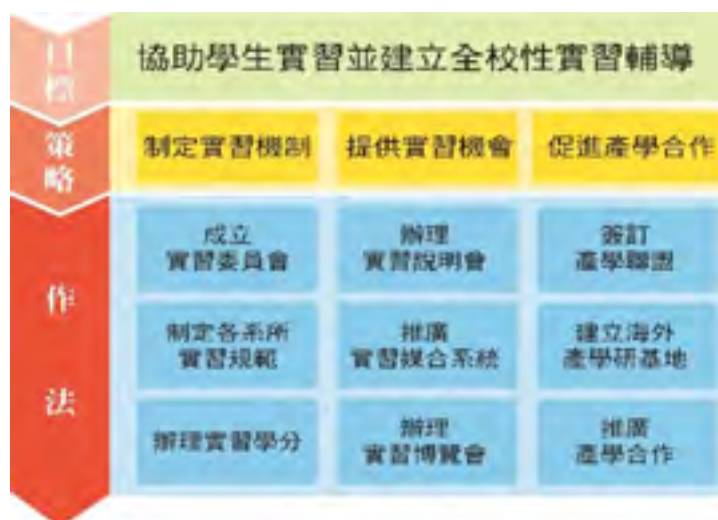 目標
協助學生實習並建立全校性實習輔導
策略
制定實習機制
提供實習機會
促進產學合作
作法
成立
實習委員會
辦理
實習說明會
簽訂
產學聯盟
制定各系所
實習規範
推廣
實習媒合系統
建立海外
產學研基地
辦理實習學分
辦理
實習博覽會
推廣
產學合作